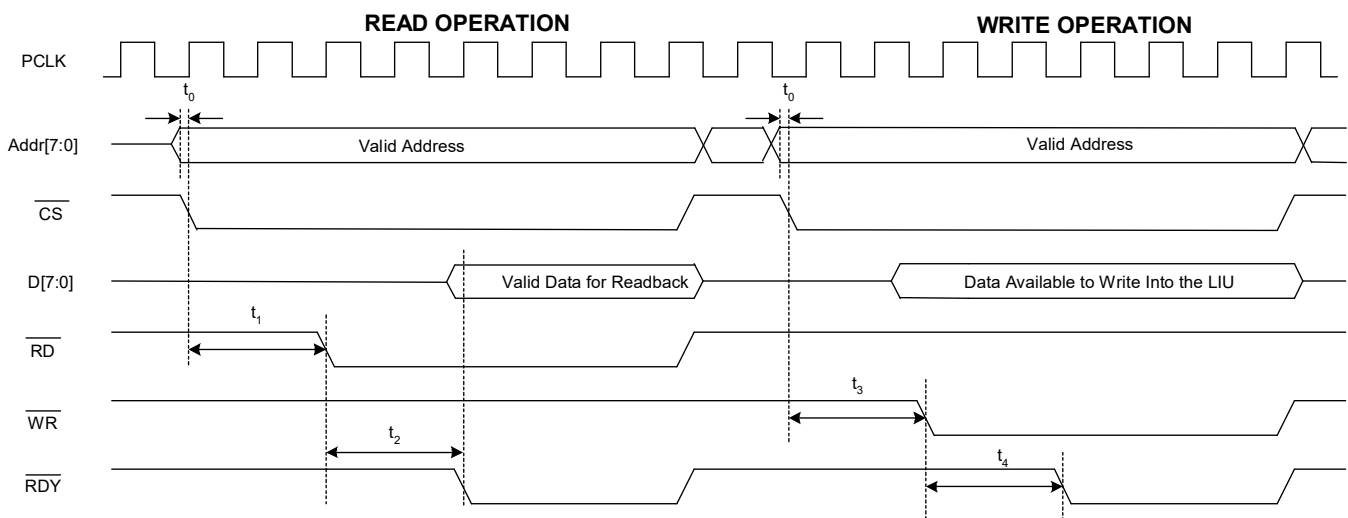 READ OPERATION WRITE OPERATION
PCLK
t0 t0
Addr[7:0] Valid Address Valid Address
CS
D[7:0] Valid Data for Readback Data Available to Write Into the LIU
t1
RD
t3
WR
t2
t4
RDY